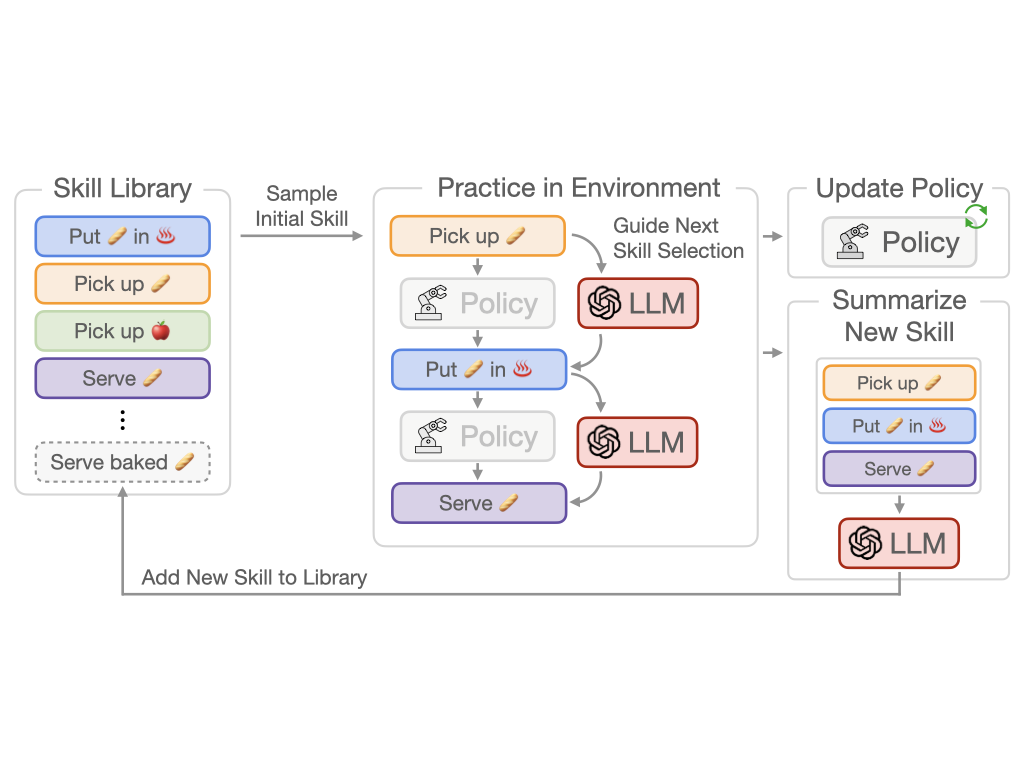 Skill Library
Put 🥖 in ♨️
Pick up 🥖
Pick up 🍎
Serve 🥖
Serve baked 🥖
Sample
Initial Skill
Practice in Environment
Pick up 🥖
Guide Next
Skill Selection
Policy
LLM
Put 🥖 in ♨️
Policy
LLM
Serve 🥖
Update Policy
Policy
Summarize
New Skill
Pick up 🥖
Put 🥖 in ♨️
Serve 🥖
LLM
Add New Skill to Library